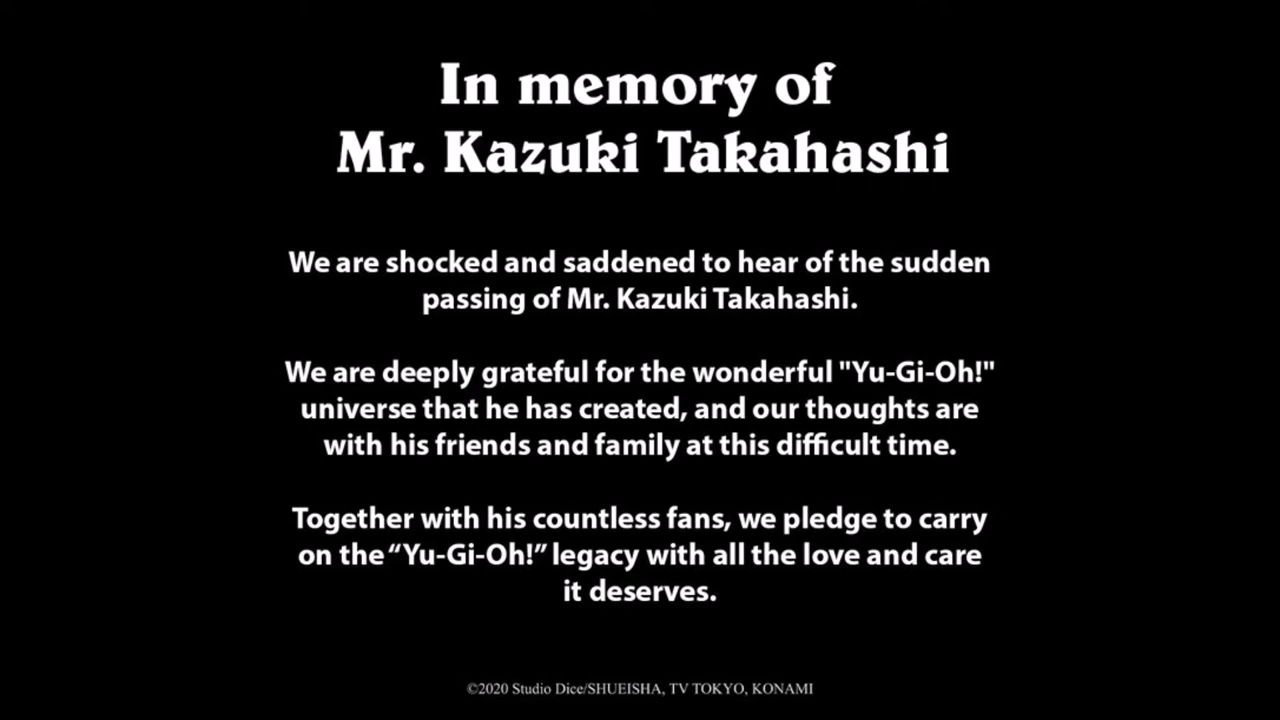 In memory of
Mr. Kazuki Takahashi
We are shocked and saddened to hear of the sudden
passing of Mr. Kazuki Takahashi.
We are deeply grateful for the wonderful "Yu-Gi-Oh!"
universe that he has created, and our thoughts are
with his friends and family at this difficult time.
Together with his countless fans, we pledge to carry
on the “Yu-Gi-Oh!” legacy with all the love and care
it deserves.
©2020 Studio Dice/SHUEISHA, TV TOKYO, KONAMI